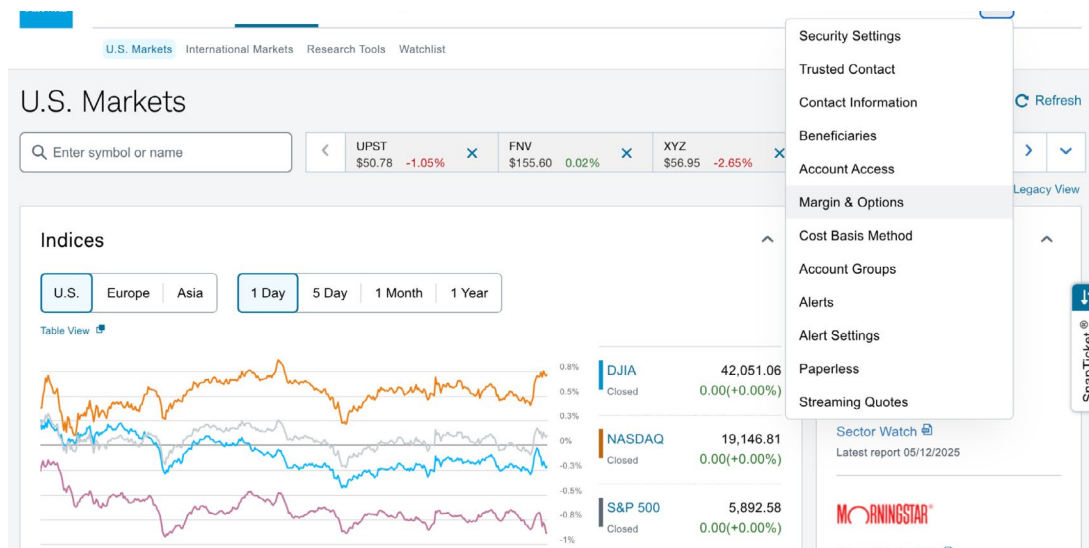 U.S. Markets International Markets Research Tools Watchlist
U.S. Markets
Refresh
Enter symbol or name
UPST
$50.78 -1.05%
FNV
$155.60 0.02%
XYZ
$56.95 -2.65%
Legacy View
Security Settings
Trusted Contact
Contact Information
Beneficiaries
Account Access
Margin & Options
Cost Basis Method
Account Groups
Alerts
Alert Settings
Paperless
Streaming Quotes
Indices
U.S. Europe Asia 1 Day 5 Day 1 Month 1 Year
Table View
0.8%
0.5%
0.3%
0%
-0.3%
-0.5%
-0.8%
-1%
DJIA 42,051.06
Closed 0.00(+0.00%)
NASDAQ 19,146.81
Closed 0.00(+0.00%)
S&P 500 5,892.58
Closed 0.00(+0.00%)
Sector Watch
Latest report 05/12/2025
MORNINGSTAR®
SnapTicket®